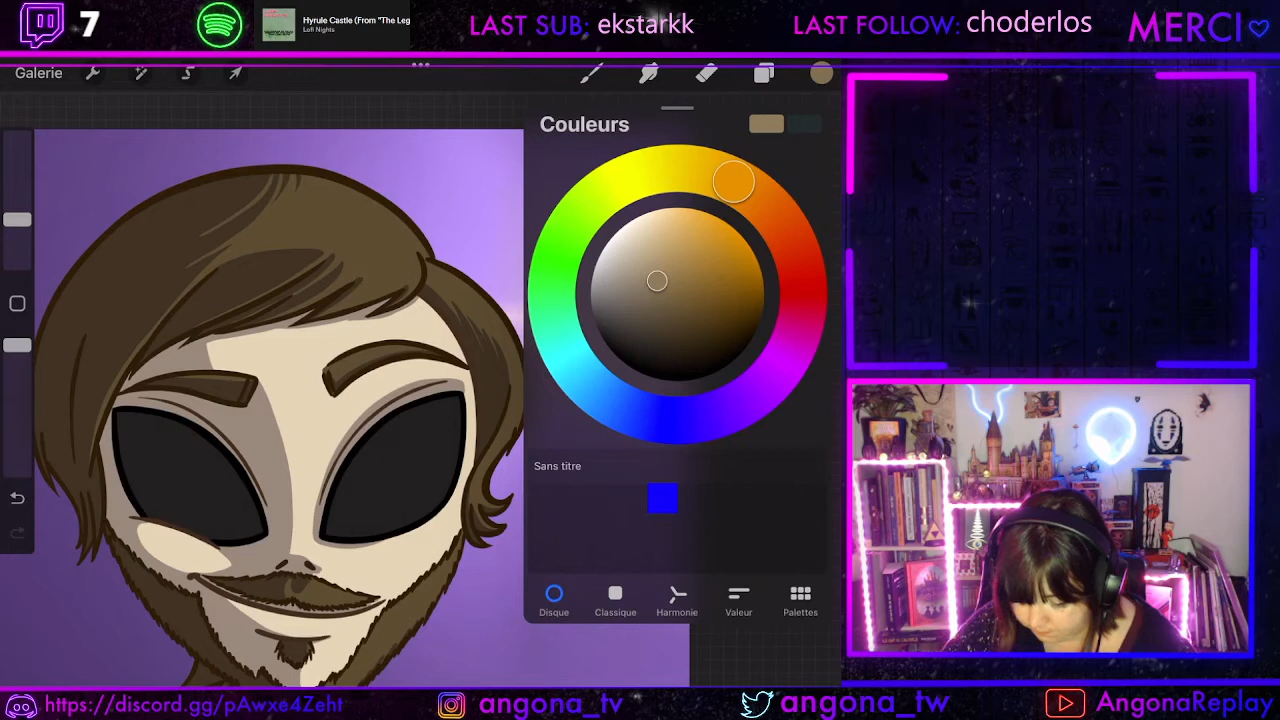 7
Hyrule Castle (From "The Leg
Lofi Nights
LAST SUB: ekstarkk
LAST FOLLOW: choderlos
MERCI
Galerie
Couleurs
Sans titre
Disque
Classique
Harmonie
Valeur
Palettes
https://discord.gg/pAwxe4Zeht
angona_tv
angona_tw
AngonaReplay